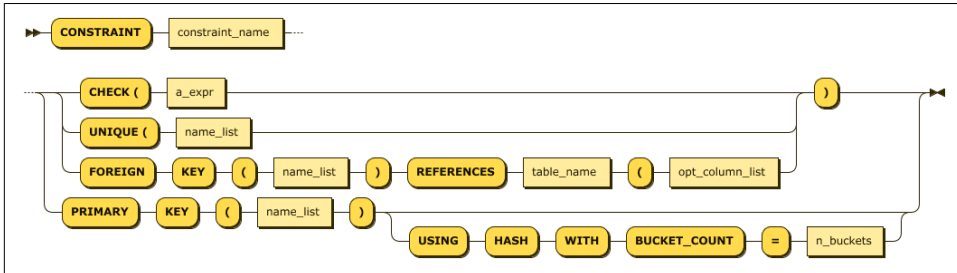 CONSTRAINT constraint_name
CHECK ( a_expr )
UNIQUE ( name_list
FOREIGN KEY ( name_list ) REFERENCES table_name ( opt_column_list
PRIMARY KEY ( name_list )
USING HASH WITH BUCKET_COUNT = n_buckets